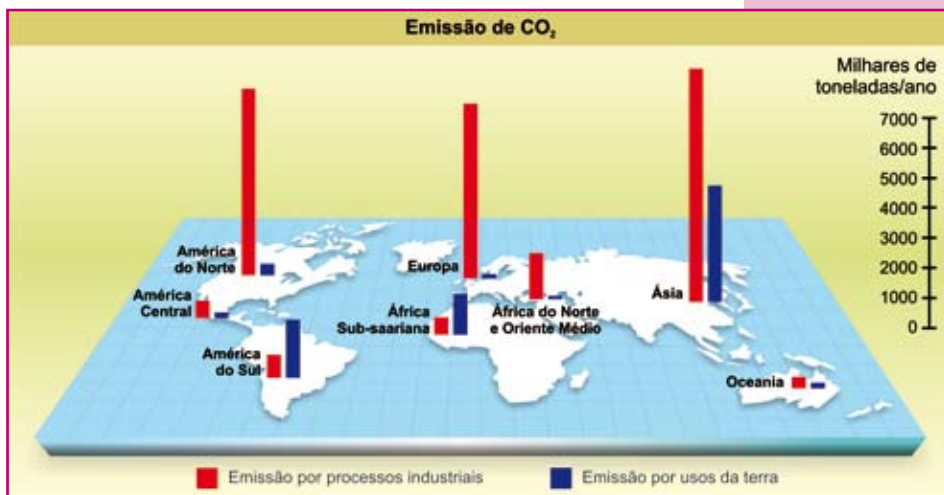 Emissão de CO₂
Milhares de
toneladas/ano
7000
6000
5000
4000
3000
2000
1000
0
América
do Norte
América
Central
América
do Sul
Europa
África
Sub-saariana
África do Norte
e Oriente Médio
Ásia
Oceania
Emissão por processos industriais
Emissão por usos da terra